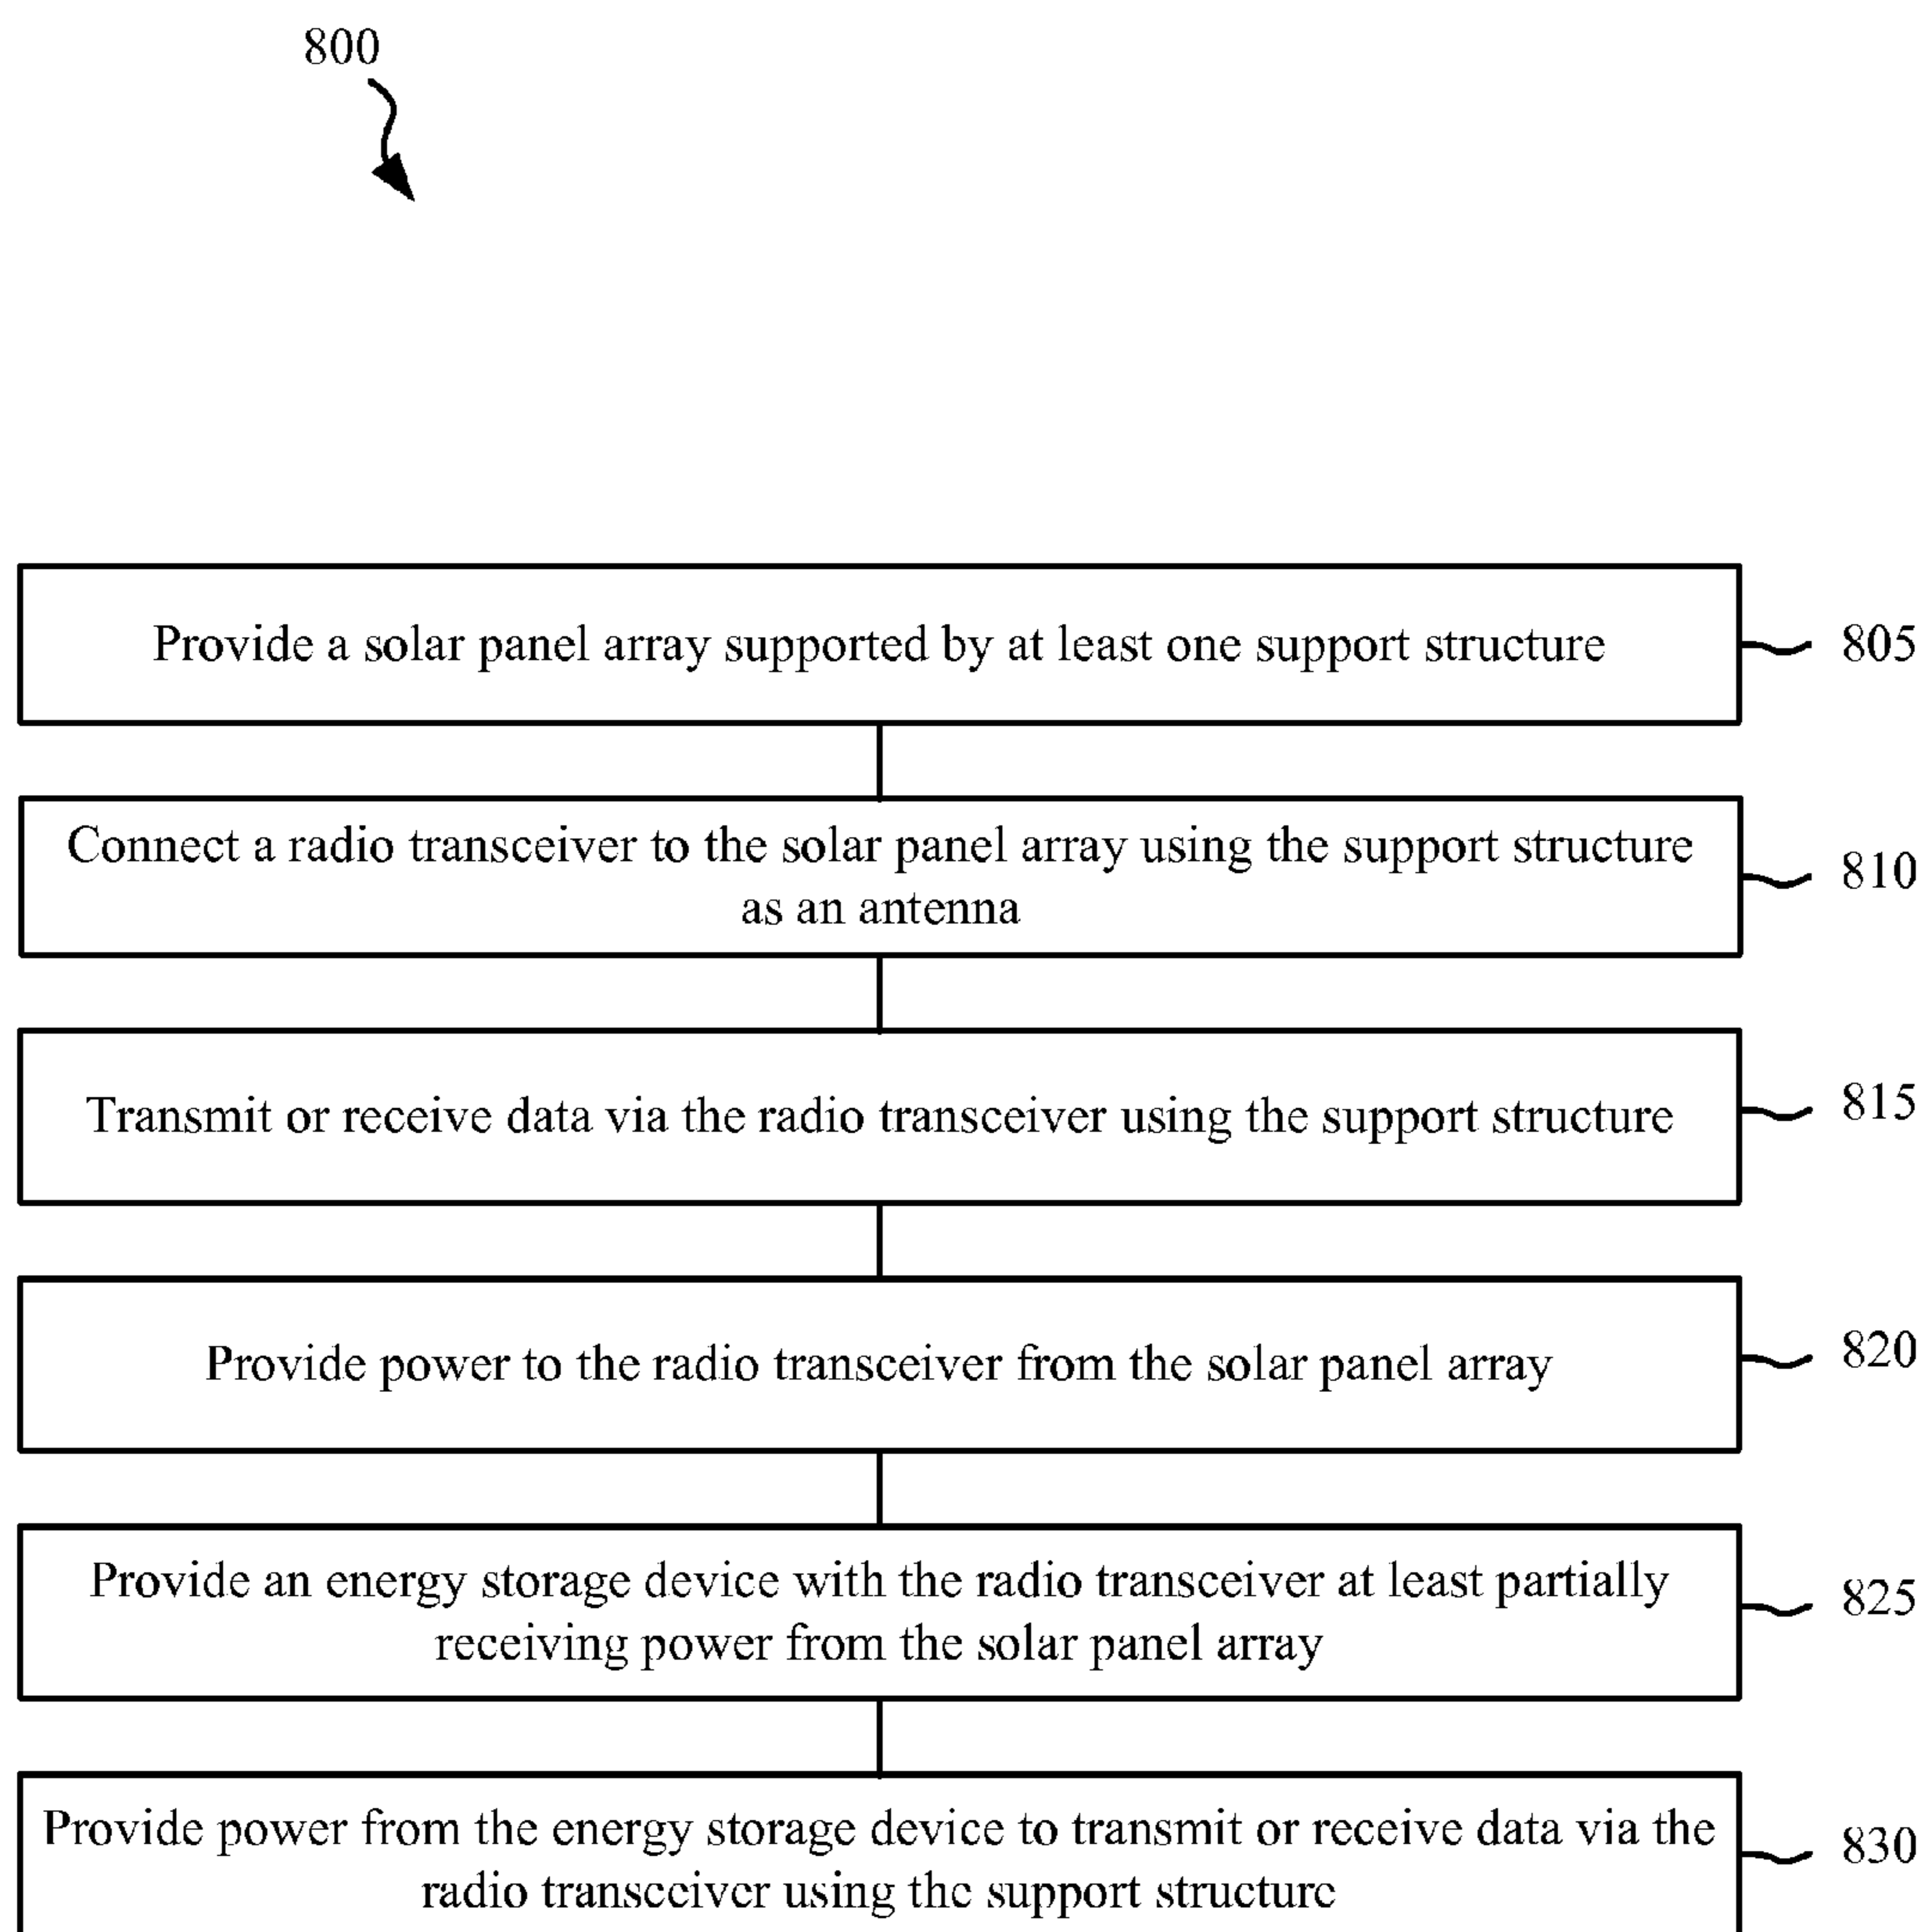 800
Provide a solar panel array supported by at least one support structure
805
Connect a radio transceiver to the solar panel array using the support structure
as an antenna
810
Transmit or receive data via the radio transceiver using the support structure
815
Provide power to the radio transceiver from the solar panel array
820
Provide an energy storage device with the radio transceiver at least partially
receiving power from the solar panel array
825
Provide power from the energy storage device to transmit or receive data via the
radio transceiver using the support structure
830